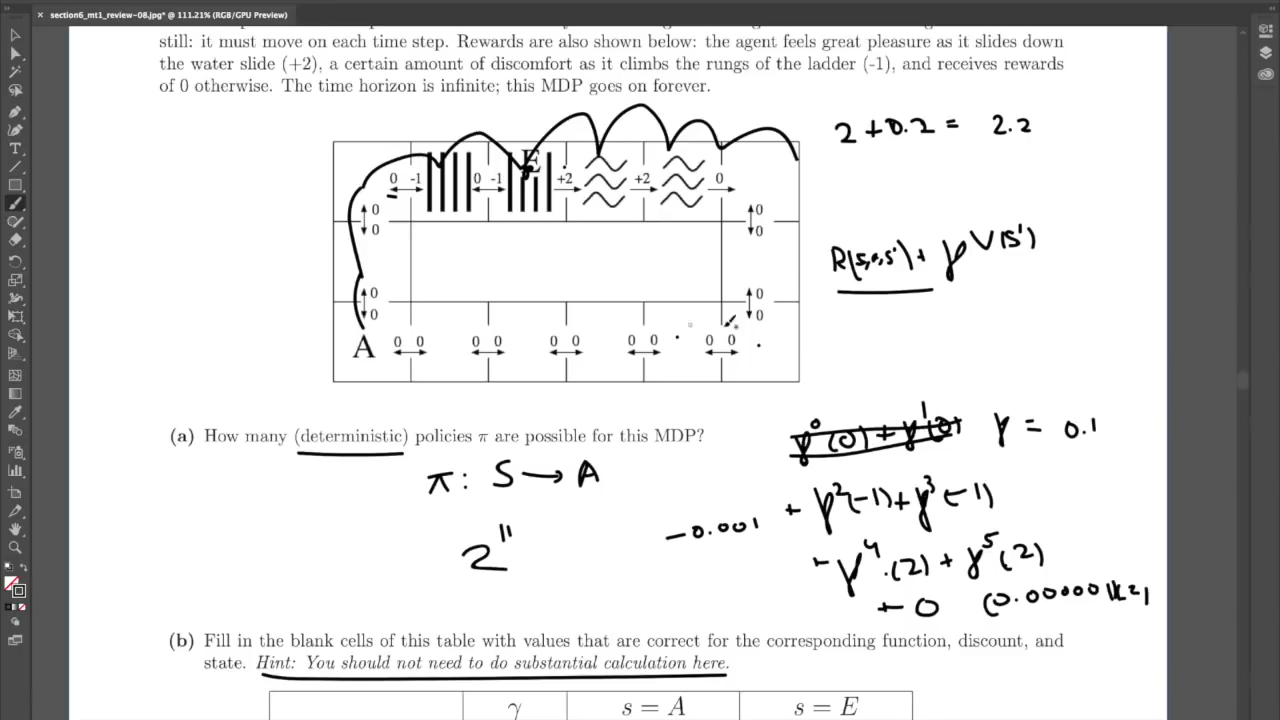 section6_mt1_review-08.jpg* @ 111.21% (RGB/GPU Preview)
still: it must move on each time step. Rewards are also shown below: the agent feels great pleasure as it slides down
the water slide (+2), a certain amount of discomfort as it climbs the rungs of the ladder (-1), and receives rewards
of 0 otherwise. The time horizon is infinite; this MDP goes on forever.
2 + 0.2 = 2.2
E
0 -1 0 -1 +2 +2 0
0 0
0 0
R(s,a,s') + γ V(s')
0 0
0 0
A 0 0 0 0 0 0 0 0 0 0
(a) How many (deterministic) policies π are possible for this MDP?
γ⁰(0) + γ¹(0) + γ = 0.1
π: S → A
+ γ²(-1) + γ³(-1)
-0.001
2¹¹
+ γ⁴.(2) + γ⁵(2)
+ 0
(b) Fill in the blank cells of this table with values that are correct for the corresponding function, discount, and
state. Hint: You should not need to do substantial calculation here.
γ s = A s = E